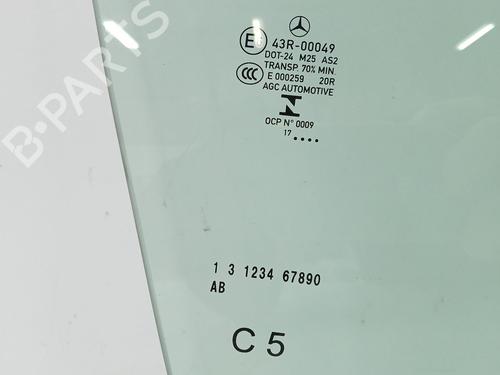 43R-00049
DOT-24 M25 AS2
TRANSP. 70% MIN.
CCC E 000259 20R
AGC AUTOMOTIVE
N
OCP N° 0009
17 ....
1 3 1234 67890
AB
C 5
B-PARTS